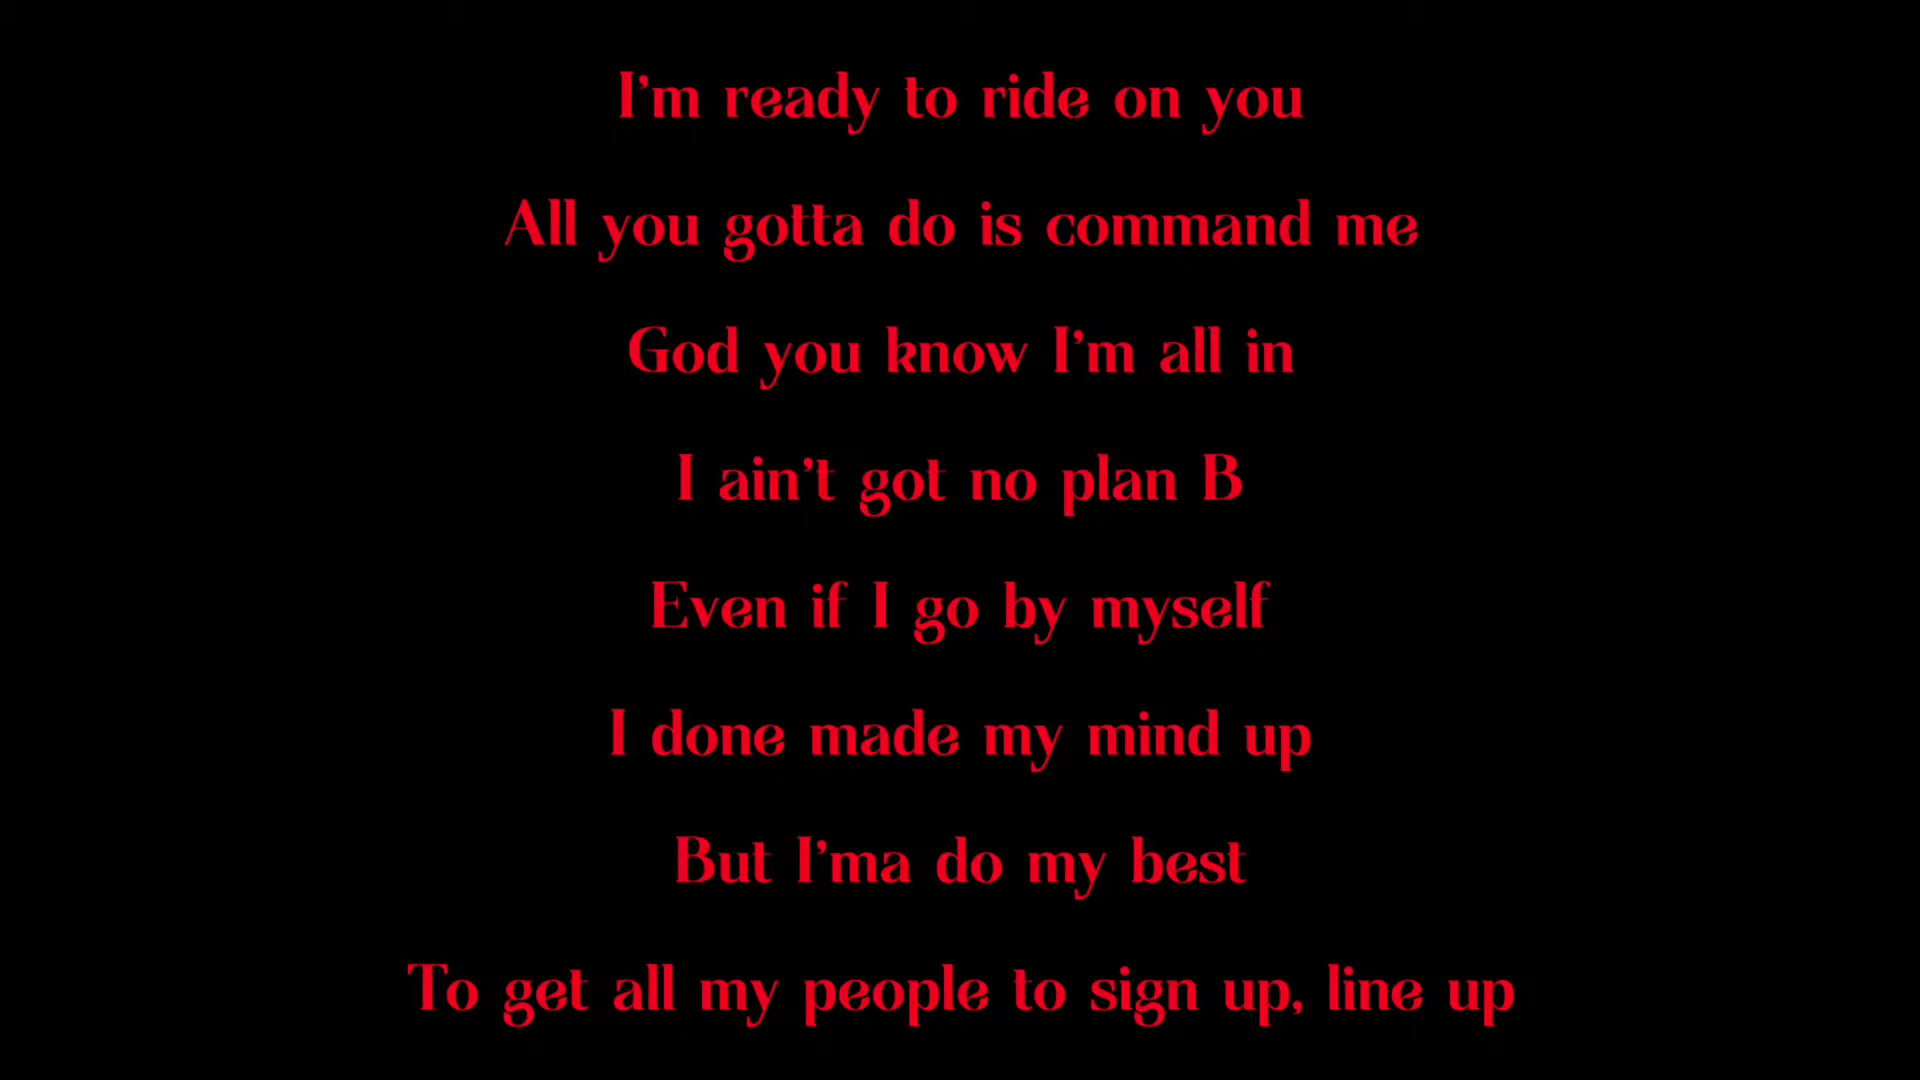 I'm ready to ride on you
All you gotta do is command me
God you know I'm all in
I ain't got no plan B
Even if I go by myself
I done made my mind up
But I'ma do my best
To get all my people to sign up, line up